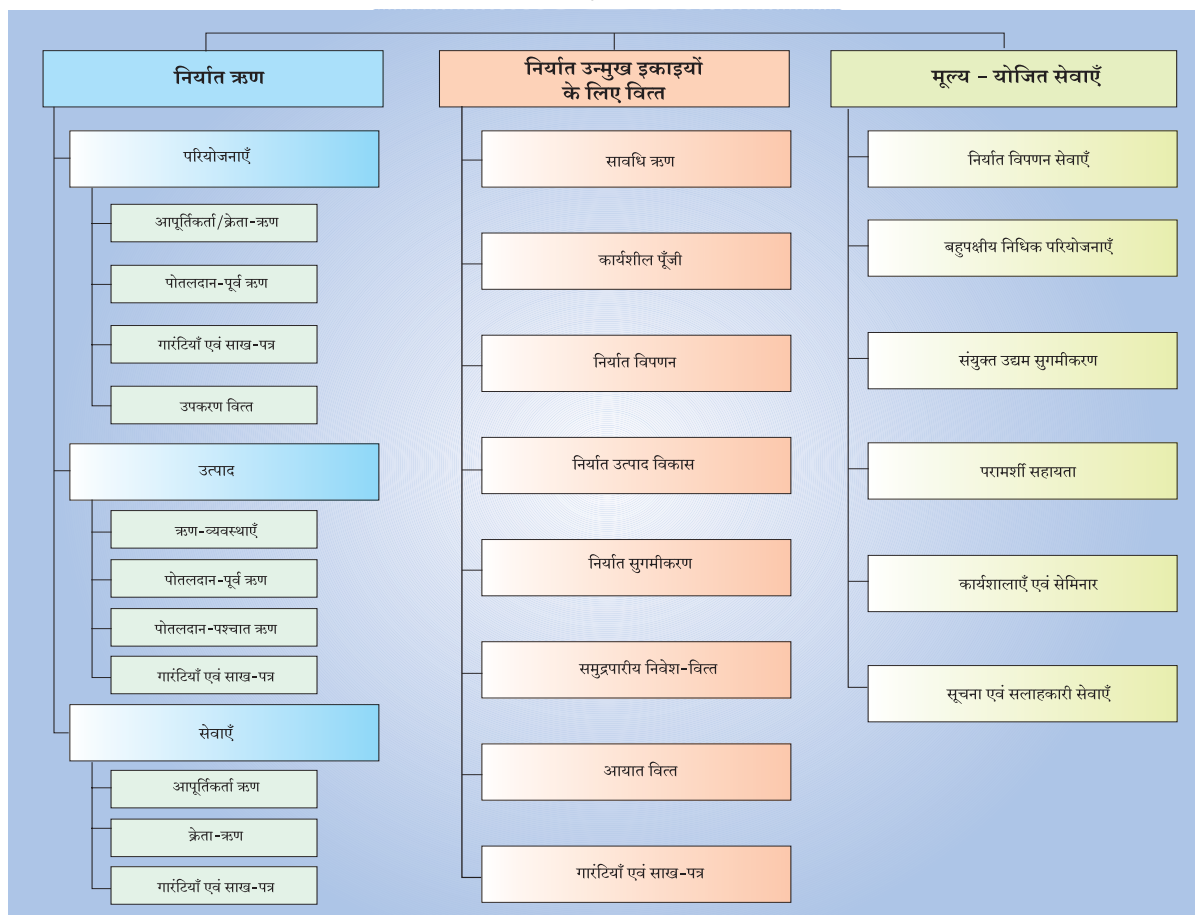 निर्यात ऋण
परियोजनाएँ
आपूर्तिकर्ता/क्रेता-ऋण
पोतलदान-पूर्व ऋण
गारंटियाँ एवं साख-पत्र
उपकरण वित्त
उत्पाद
ऋण-व्यवस्थाएँ
पोतलदान-पूर्व ऋण
पोतलदान-पश्चात ऋण
गारंटियाँ एवं साख-पत्र
सेवाएँ
आपूर्तिकर्ता ऋण
क्रेता-ऋण
गारंटियाँ एवं साख-पत्र
निर्यात उन्मुख इकाइयों
के लिए वित्त
सावधि ऋण
कार्यशील पूँजी
निर्यात विपणन
निर्यात उत्पाद विकास
निर्यात सुगमीकरण
समुद्रपारीय निवेश-वित्त
आयात वित्त
गारंटियाँ एवं साख-पत्र
मूल्य - योजित सेवाएँ
निर्यात विपणन सेवाएँ
बहुपक्षीय निधिक परियोजनाएँ
संयुक्त उद्यम सुगमीकरण
परामर्शी सहायता
कार्यशालाएँ एवं सेमिनार
सूचना एवं सलाहकारी सेवाएँ